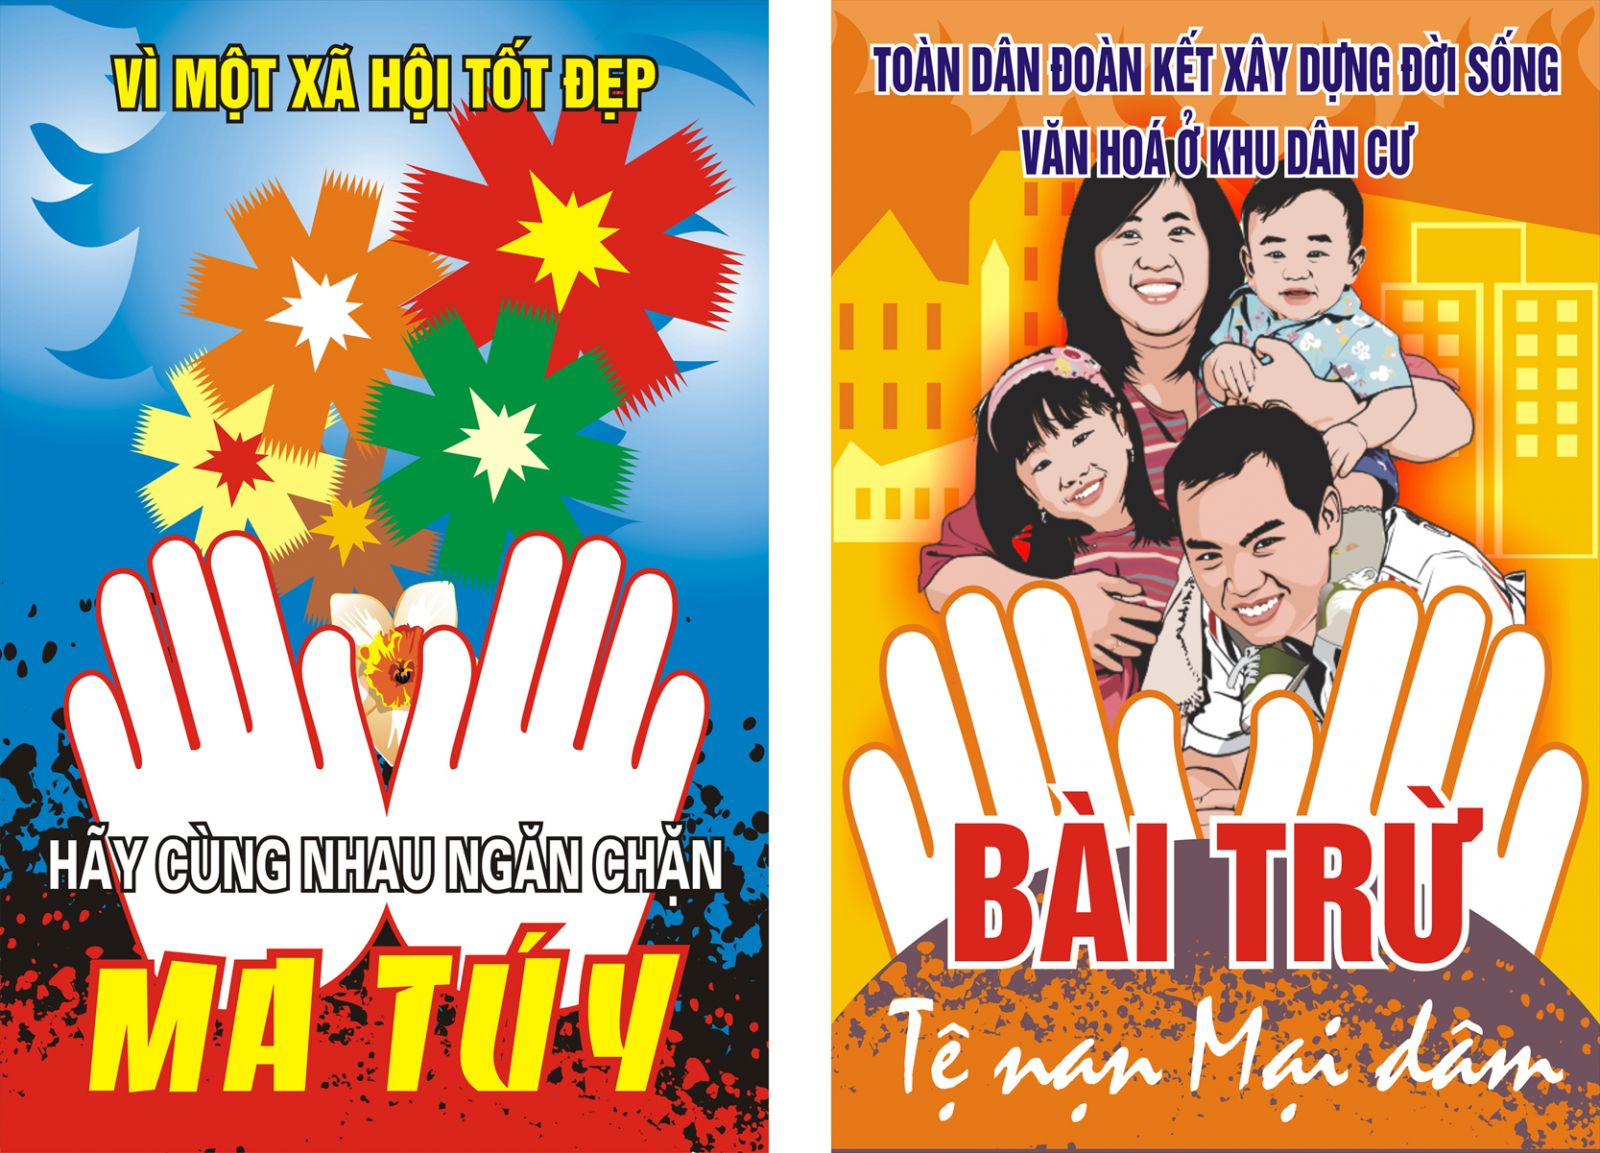 VÌ MỘT XÃ HỘI TỐT ĐẸP
HÃY CÙNG NHAU NGĂN CHẶN
MA TÚY
TOÀN DÂN ĐOÀN KẾT XÂY DỰNG ĐỜI SỐNG
VĂN HOÁ Ở KHU DÂN CƯ
BÀI TRỪ
Tệ nạn Mại dâm